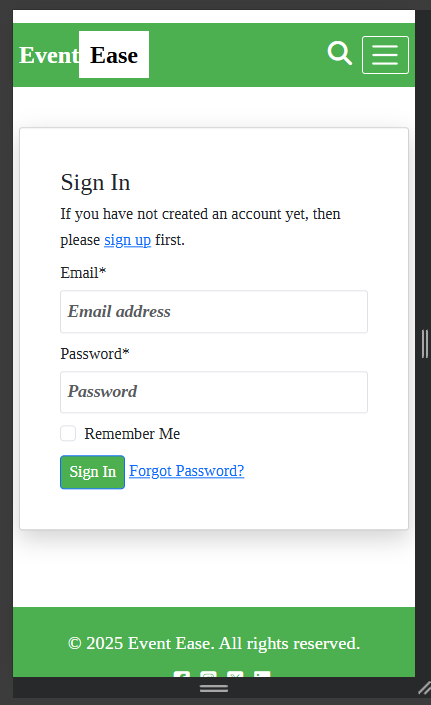 Event Ease
Sign In
If you have not created an account yet, then
please sign up first.
Email*
Email address
Password*
Password
Remember Me
Sign In Forgot Password?
© 2025 Event Ease. All rights reserved.